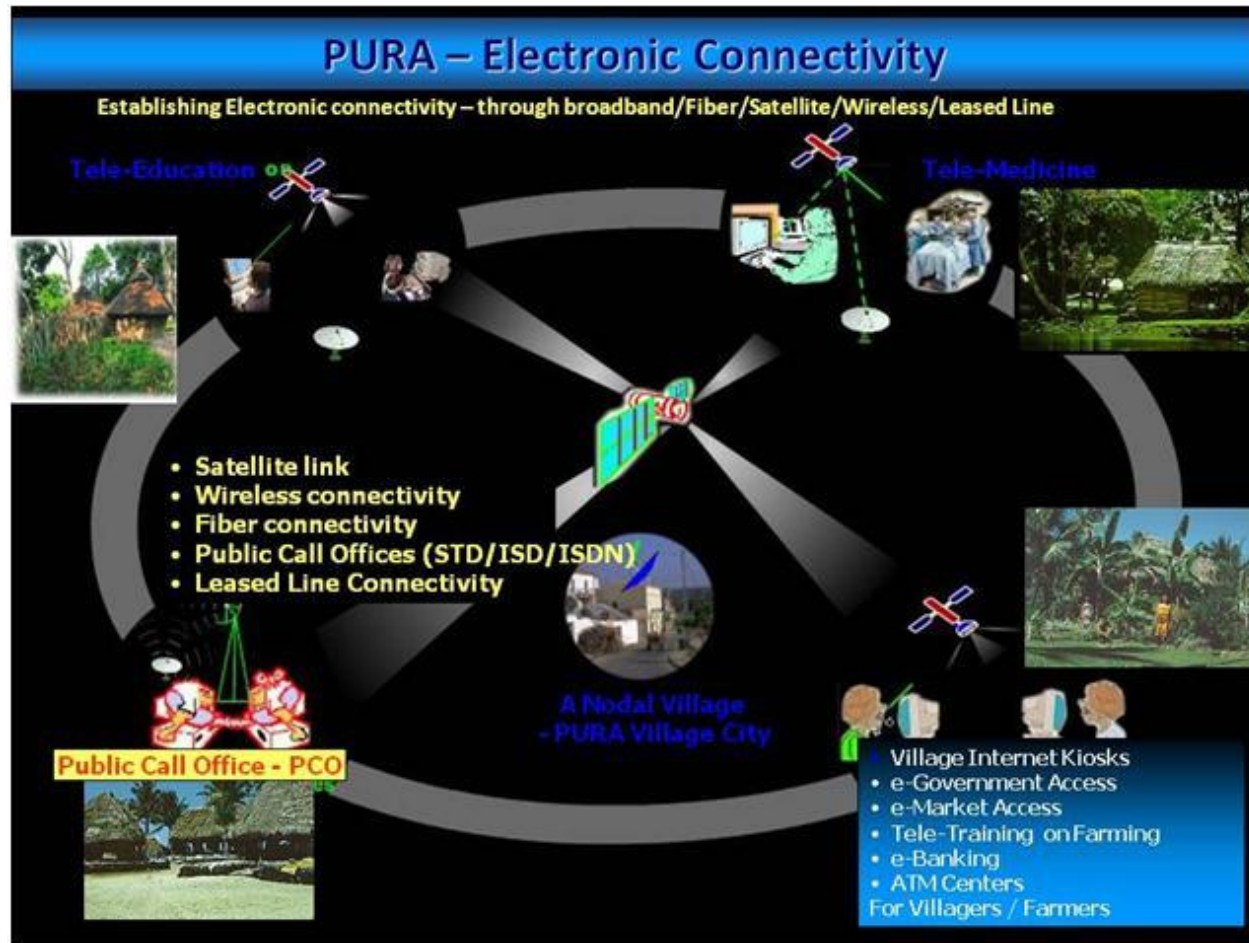 PURA – Electronic Connectivity
Establishing Electronic connectivity – through broadband/Fiber/Satellite/Wireless/Leased Line
Tele-Education on
Tele-Medicine
• Satellite link
• Wireless connectivity
• Fiber connectivity
• Public Call Offices (STD/ISD/ISDN)
• Leased Line Connectivity
A Nodal Village
- PURA Village City
Public Call Office - PCO
• Village Internet Kiosks
• e-Government Access
• e-Market Access
• Tele-Training on Farming
• e-Banking
• ATM Centers
For Villagers / Farmers